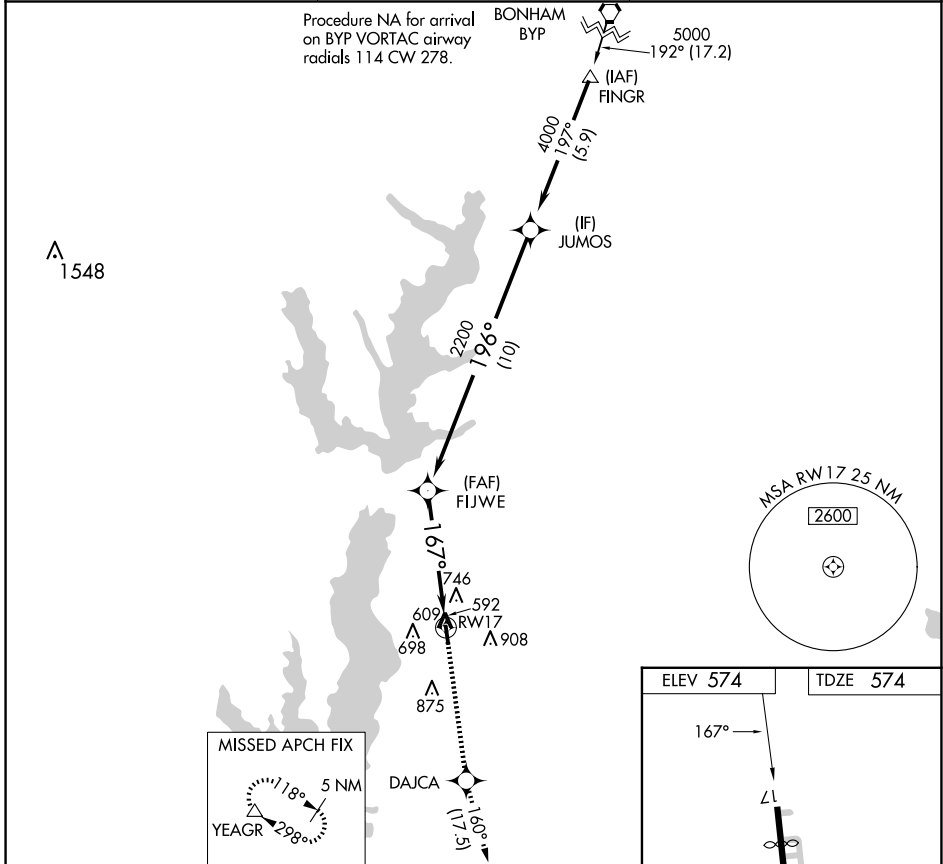 Procedure NA for arrival
on BYP VORTAC airway
radials 114 CW 278.
BONHAM
BYP
5000
192° (17.2)
(IAF)
FINGR
4000
197°
(5.9)
(IF)
JUMOS
1548
2200
196°
(10)
(FAF)
FIJWE
MSA RW17 25 NM
2600
167°
746
592
609
RW17
698
908
875
ELEV 574
TDZE 574
167°
17
MISSED APCH FIX
118°
5 NM
YEAGR
298°
DAJCA
160°
(17.5)